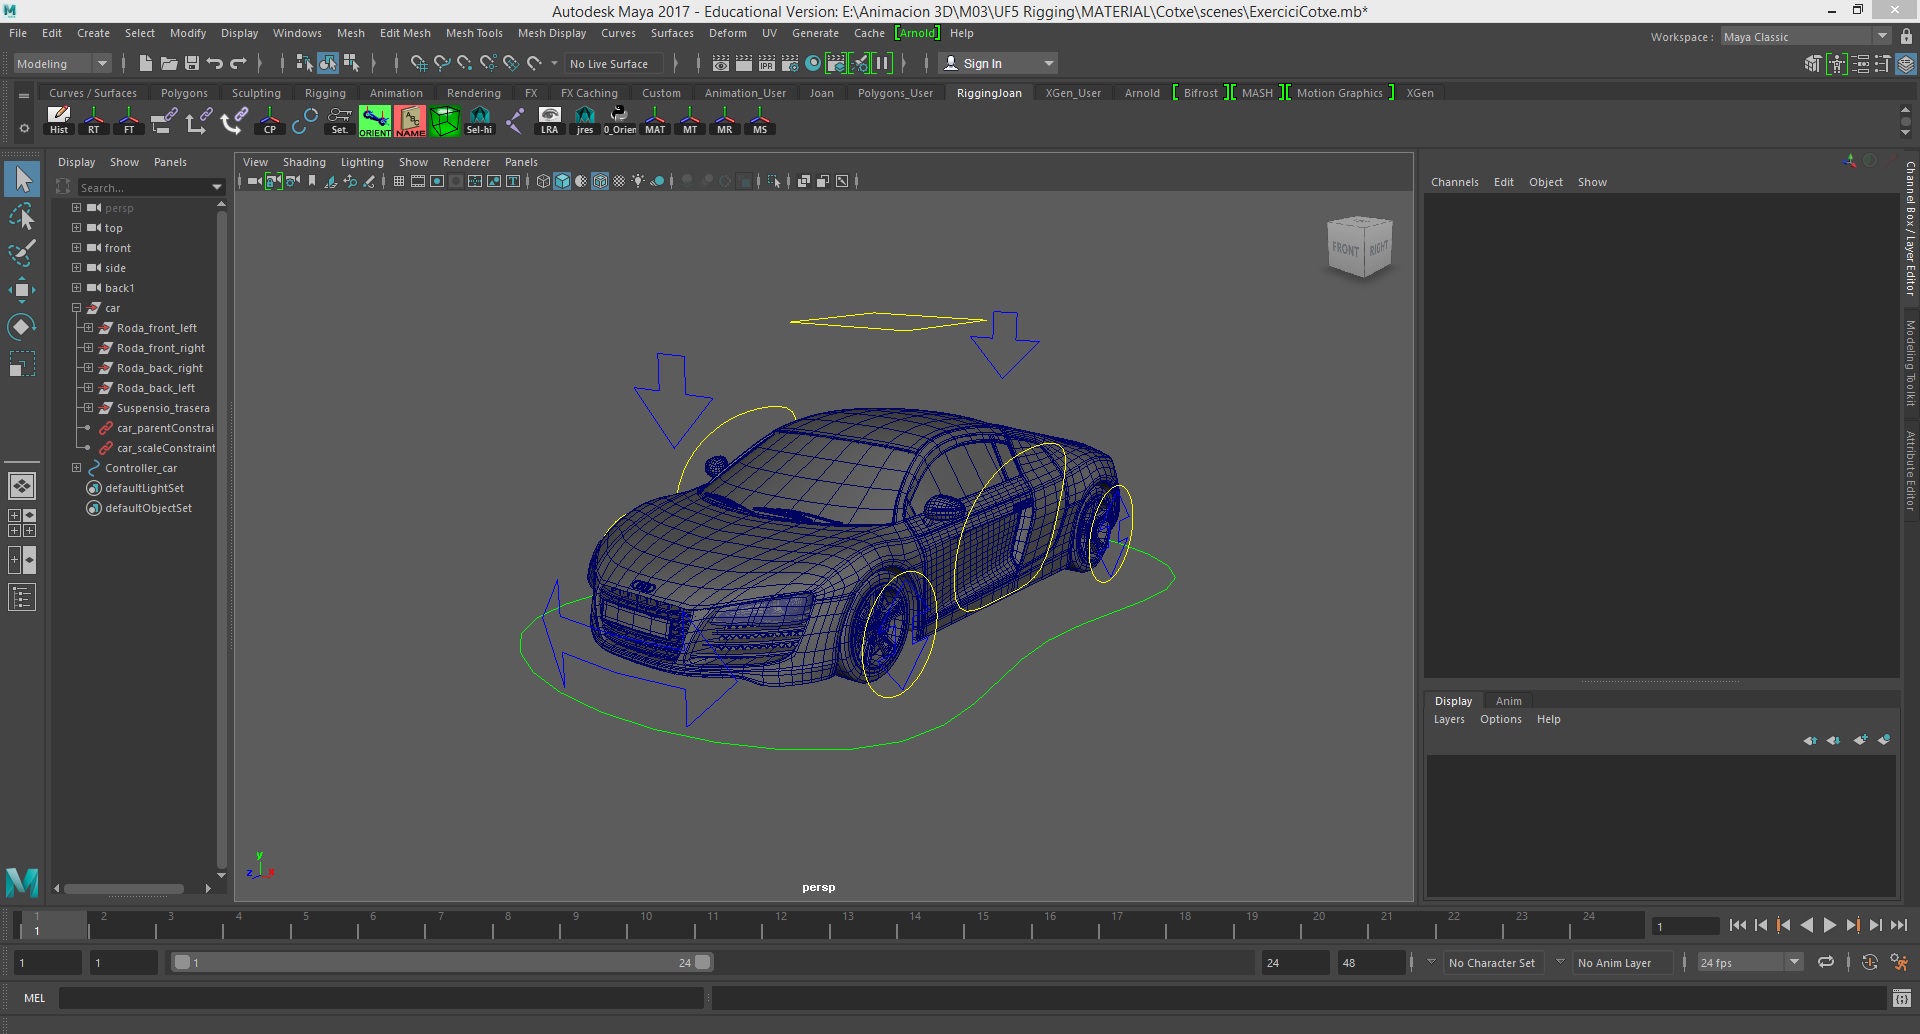 Autodesk Maya 2017 - Educational Version: E:\Animacion 3D\M03\UF5 Rigging\MATERIAL\Cotxe\scenes\ExerciciCotxe.mb*
File Edit Create Select Modify Display Windows Mesh Edit Mesh Mesh Tools Mesh Display Curves Surfaces Deform UV Generate Cache [Arnold] Help
Workspace : Maya Classic
Modeling No Live Surface Sign In
Curves / Surfaces Polygons Sculpting Rigging Animation Rendering FX FX Caching Custom Animation_User Joan Polygons_User RiggingJoan XGen_User Arnold [ Bifrost ] [ MASH ] [ Motion Graphics ] XGen
Hist RT FT CP Set. ORIENT NAME Sel-hi LRA jres 0_Orien MAT MT MR MS
Display Show Panels
Search...
persp
top
front
side
back1
car
Roda_front_left
Roda_front_right
Roda_back_right
Roda_back_left
Suspensio_trasera
car_parentConstrai
car_scaleConstraint
Controller_car
defaultLightSet
defaultObjectSet
View Shading Lighting Show Renderer Panels
FRONT RIGHT
y
z x
persp
Channels Edit Object Show
Channel Box / Layer Editor
Modeling Toolkit
Attribute Editor
Display Anim
Layers Options Help
1 2 3 4 5 6 7 8 9 10 11 12 13 14 15 16 17 18 19 20 21 22 23 24
1 1
1 1 1 24 24 48 No Character Set No Anim Layer 24 fps
MEL